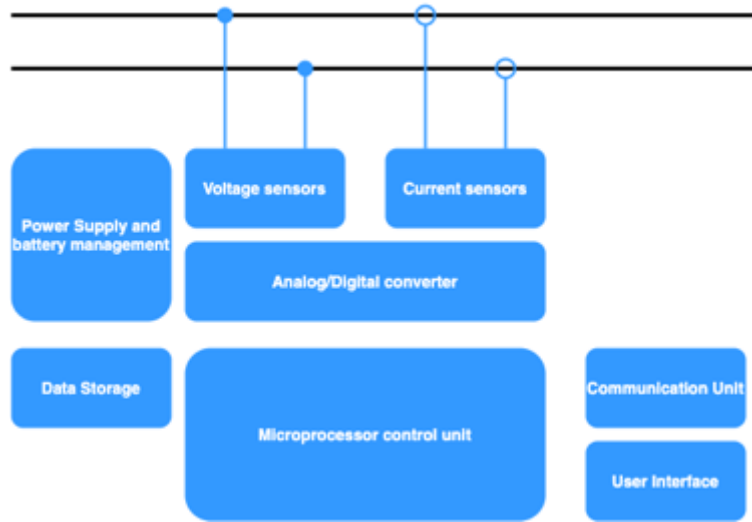 Voltage sensors
Current sensors
Power Supply and
battery management
Analog/Digital converter
Data Storage
Microprocessor control unit
Communication Unit
User Interface